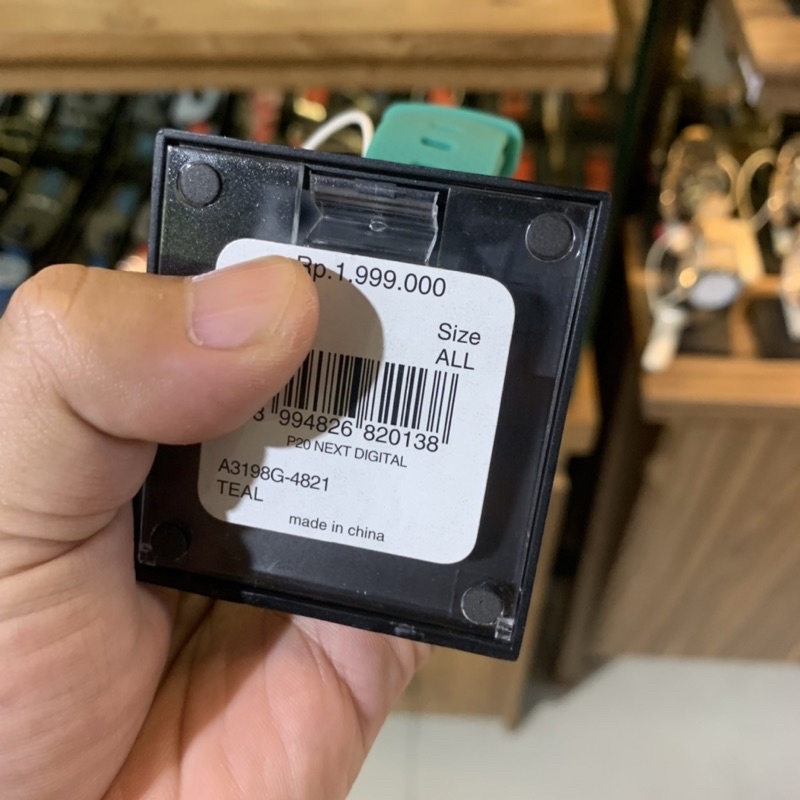 Rp.1.999.000
Size
ALL
3 994826 820138
P20 NEXT DIGITAL
A3198G-4821
TEAL
made in china